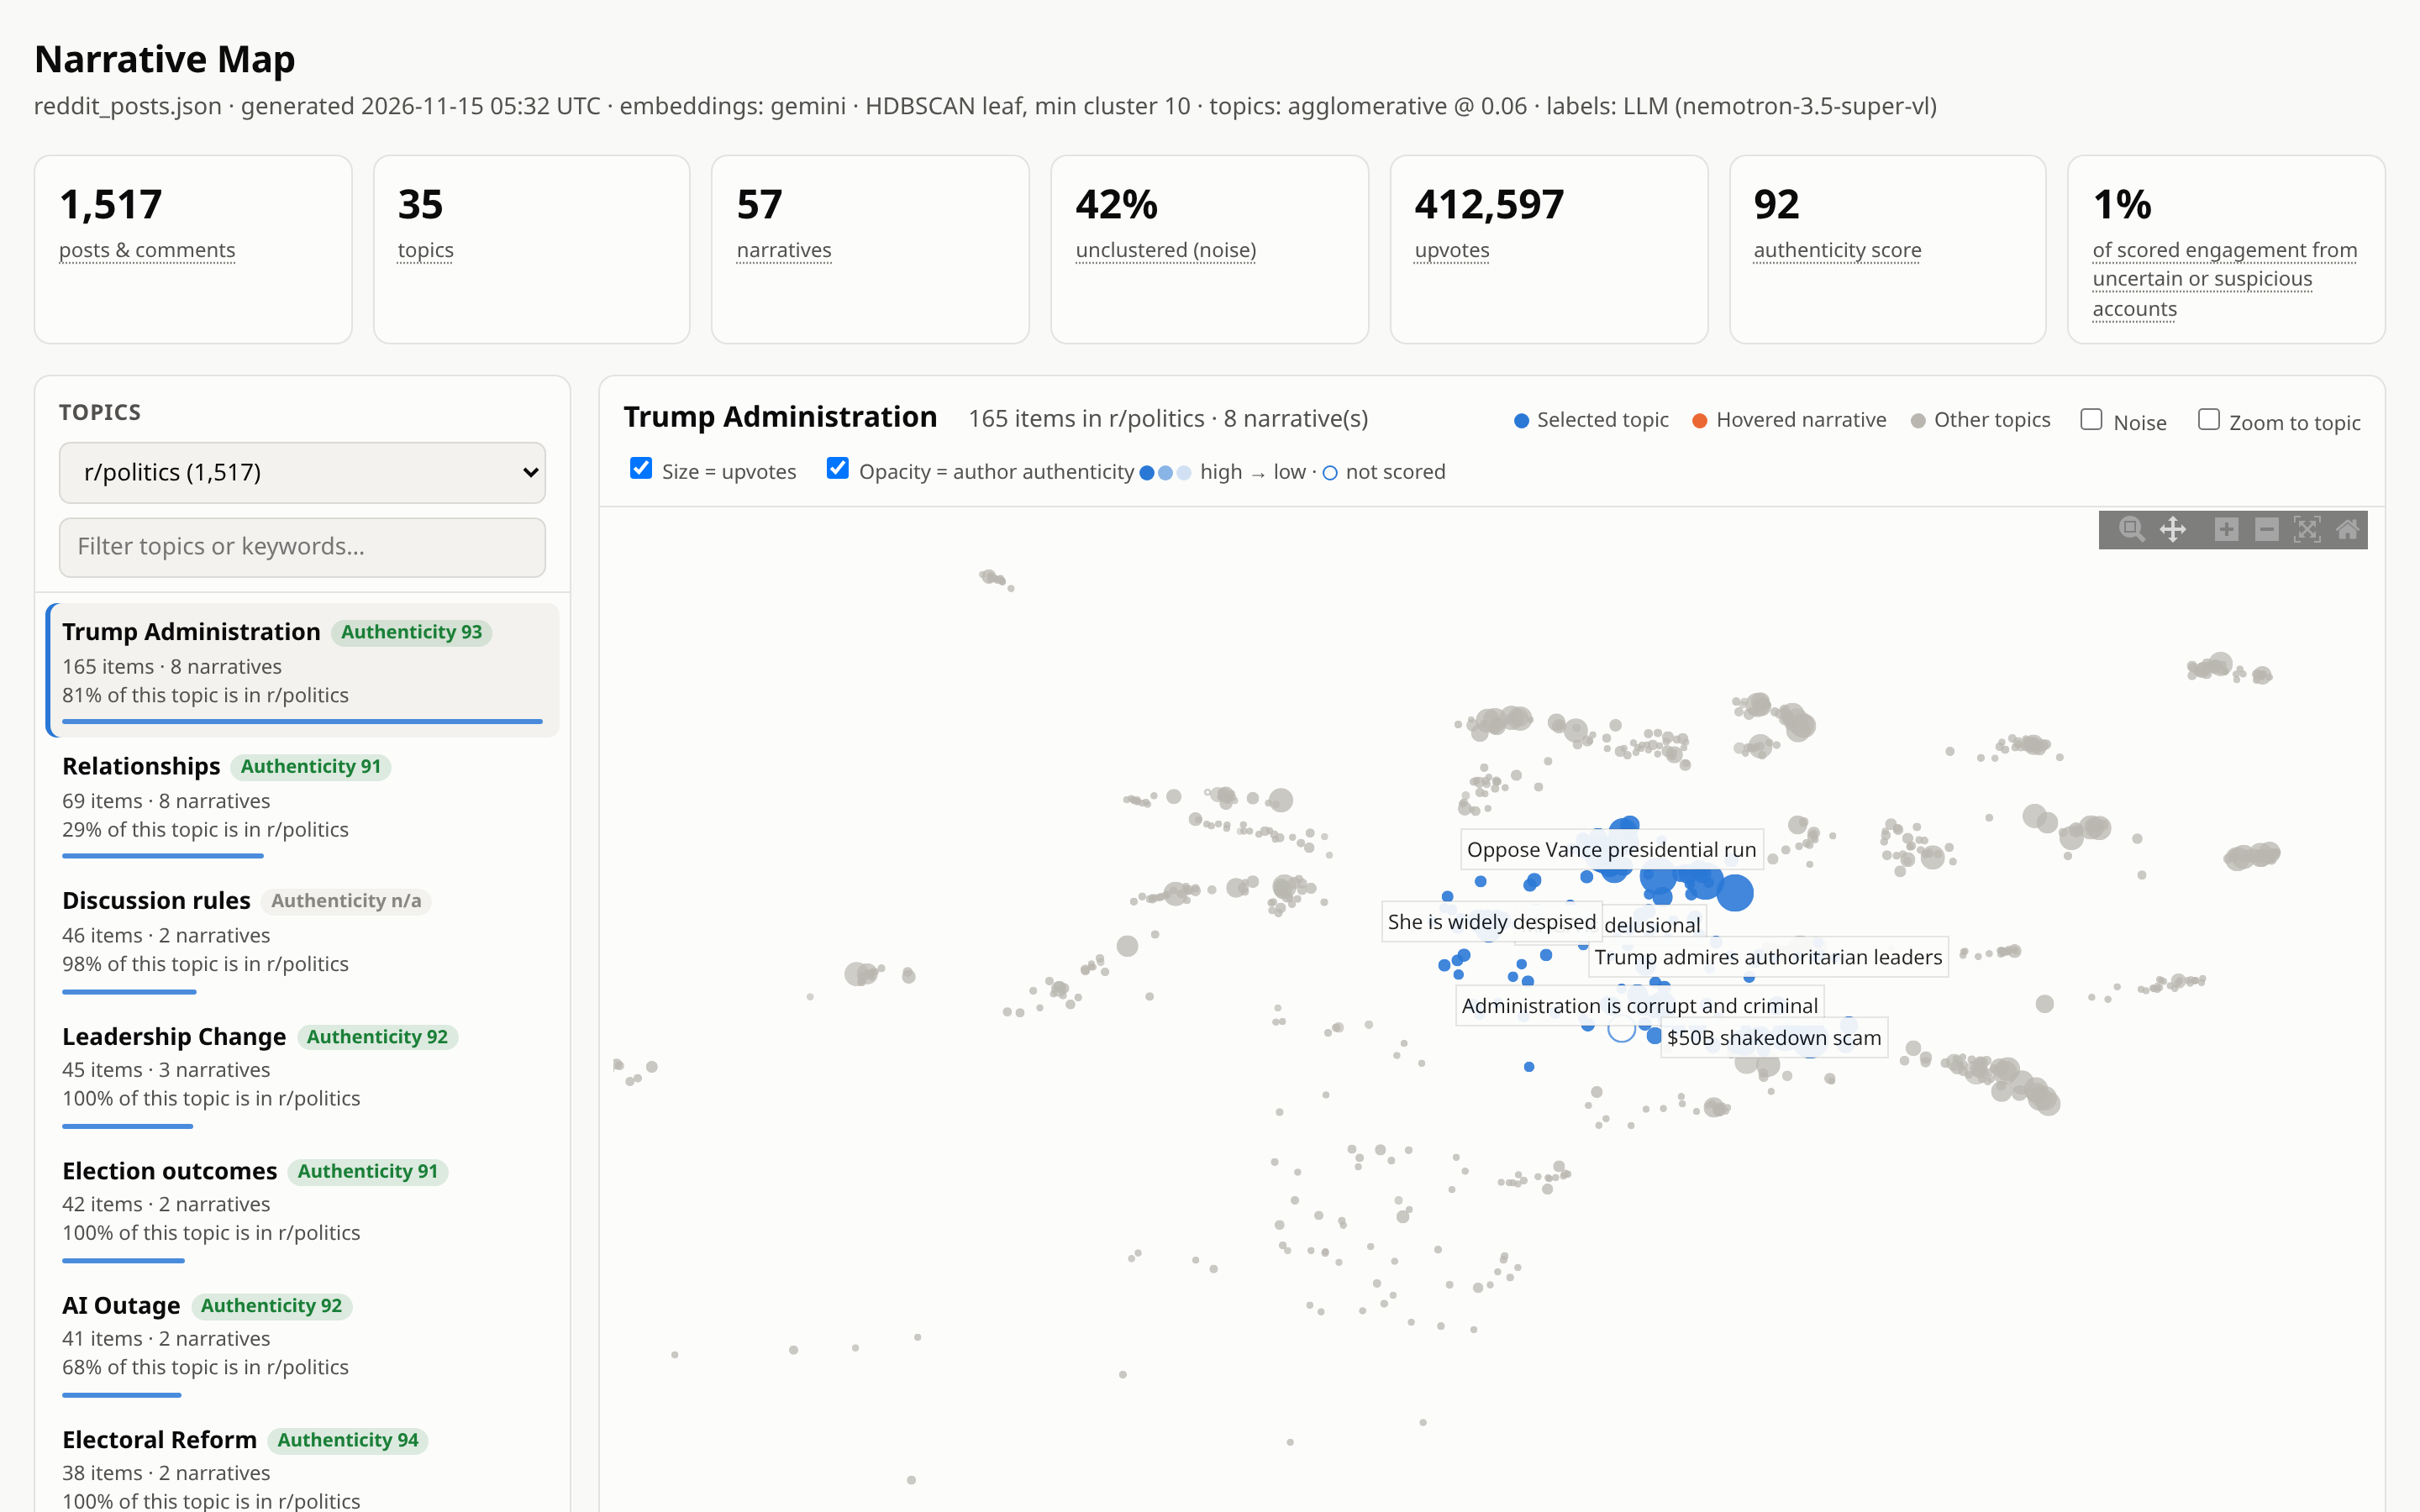 Narrative Map
reddit_posts.json · generated 2026-11-15 05:32 UTC · embeddings: gemini · HDBSCAN leaf, min cluster 10 · topics: agglomerative @ 0.06 · labels: LLM (nemotron-3.5-super-vl)
1,517
posts & comments
35
topics
57
narratives
42%
unclustered (noise)
412,597
upvotes
92
authenticity score
1%
of scored engagement from
uncertain or suspicious
accounts
TOPICS
r/politics (1,517)
Filter topics or keywords...
Trump Administration Authenticity 93
165 items · 8 narratives
81% of this topic is in r/politics
Relationships Authenticity 91
69 items · 8 narratives
29% of this topic is in r/politics
Discussion rules Authenticity n/a
46 items · 2 narratives
98% of this topic is in r/politics
Leadership Change Authenticity 92
45 items · 3 narratives
100% of this topic is in r/politics
Election outcomes Authenticity 91
42 items · 2 narratives
100% of this topic is in r/politics
AI Outage Authenticity 92
41 items · 2 narratives
68% of this topic is in r/politics
Electoral Reform Authenticity 94
38 items · 2 narratives
100% of this topic is in r/politics
Trump Administration 165 items in r/politics · 8 narrative(s)
Selected topic Hovered narrative Other topics Noise Zoom to topic
Size = upvotes Opacity = author authenticity high → low · not scored
Oppose Vance presidential run
She is widely despised
delusional
Trump admires authoritarian leaders
Administration is corrupt and criminal
$50B shakedown scam